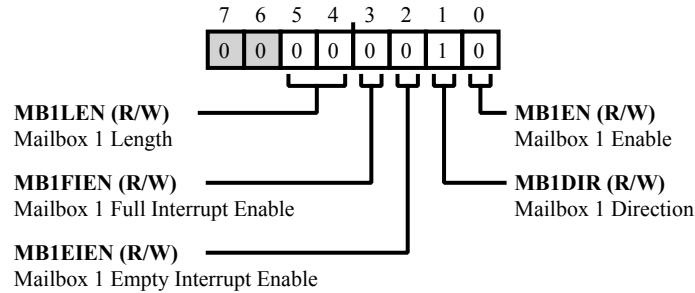 7 6 5 4 3 2 1 0
0 0 0 0 0 0 1 0
MB1LEN (R/W)
Mailbox 1 Length
MB1FIEN (R/W)
Mailbox 1 Full Interrupt Enable
MB1EIEN (R/W)
Mailbox 1 Empty Interrupt Enable
MB1EN (R/W)
Mailbox 1 Enable
MB1DIR (R/W)
Mailbox 1 Direction